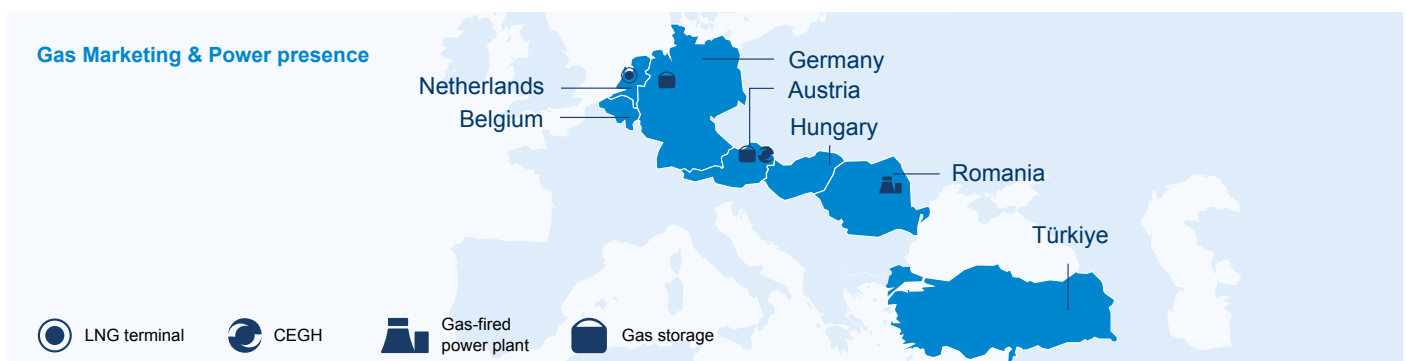 Gas Marketing & Power presence
Germany
Netherlands
Austria
Belgium
Hungary
Romania
Türkiye
LNG terminal
CEGH
Gas-fired
power plant
Gas storage